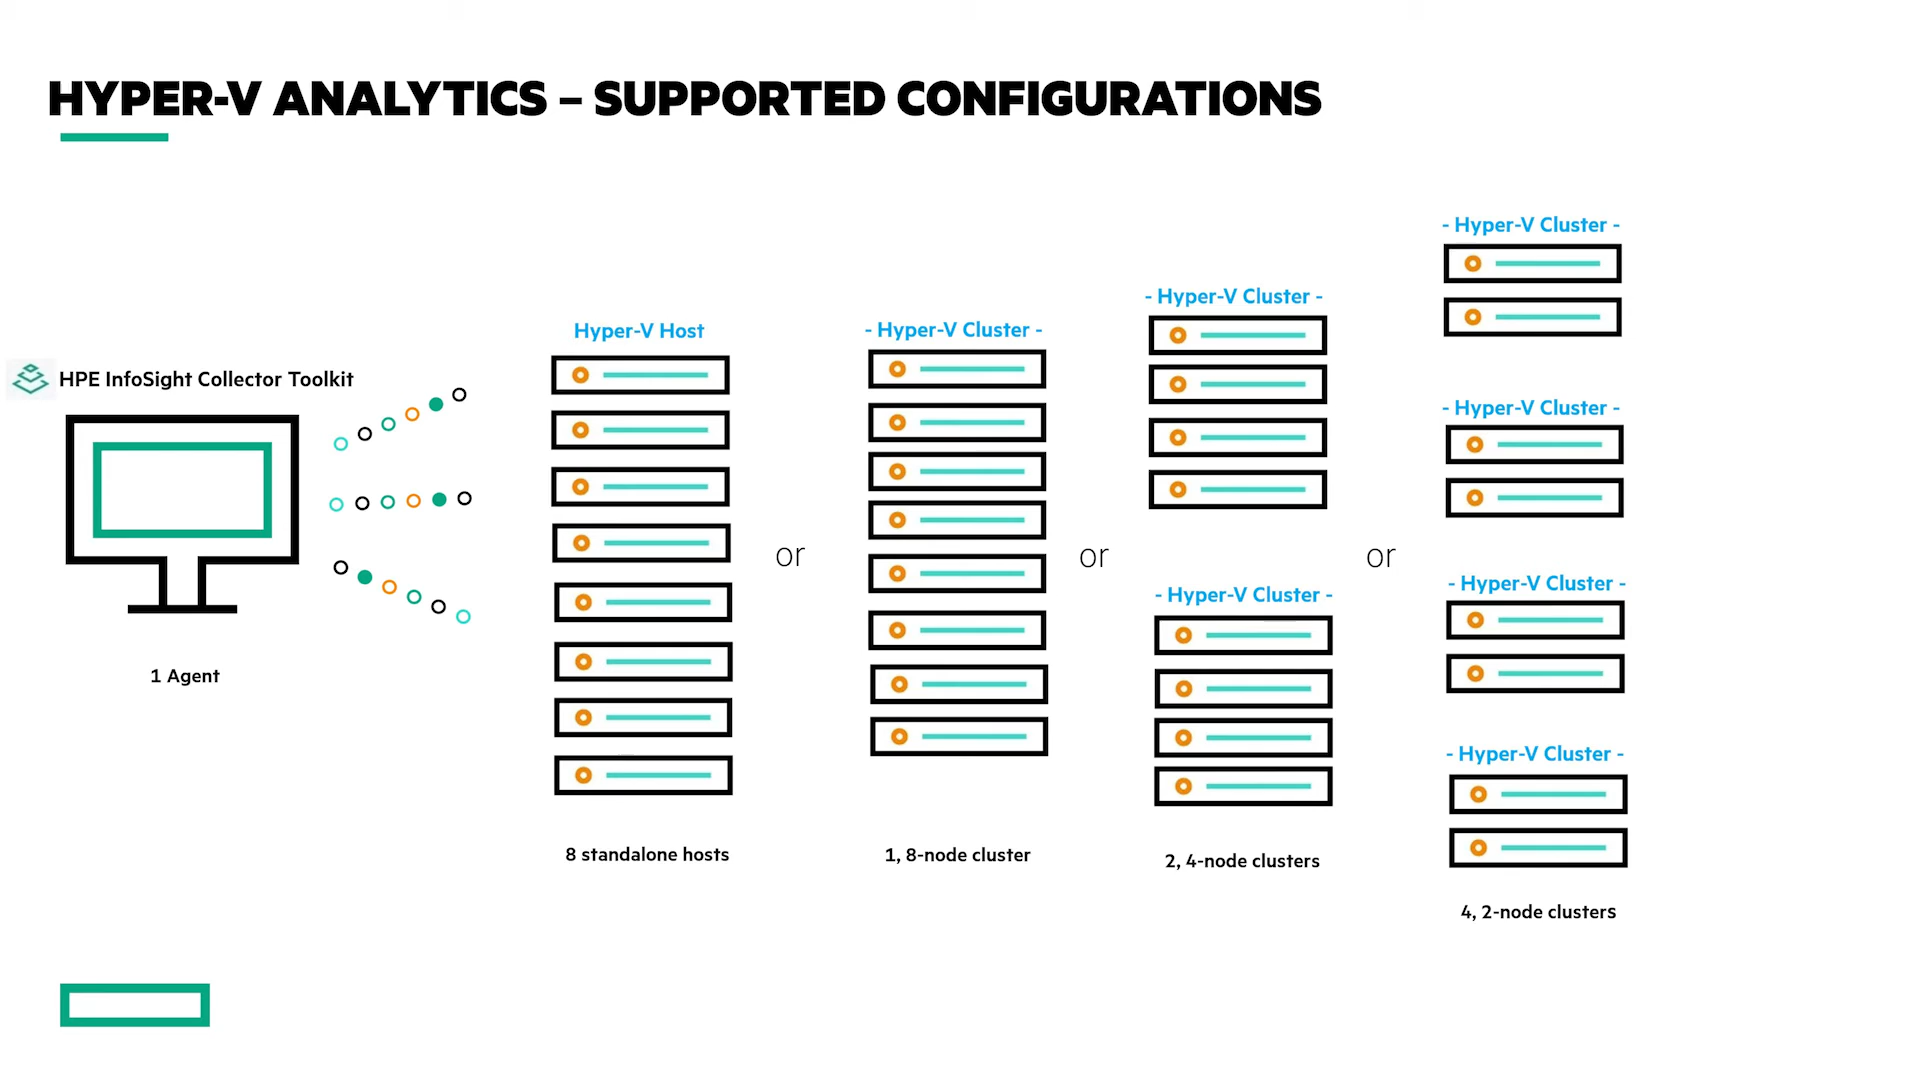 HYPER-V ANALYTICS – SUPPORTED CONFIGURATIONS
HPE InfoSight Collector Toolkit
1 Agent
Hyper-V Host
8 standalone hosts
or
- Hyper-V Cluster -
1, 8-node cluster
or
- Hyper-V Cluster -
- Hyper-V Cluster -
2, 4-node clusters
or
- Hyper-V Cluster -
- Hyper-V Cluster -
- Hyper-V Cluster -
- Hyper-V Cluster -
4, 2-node clusters